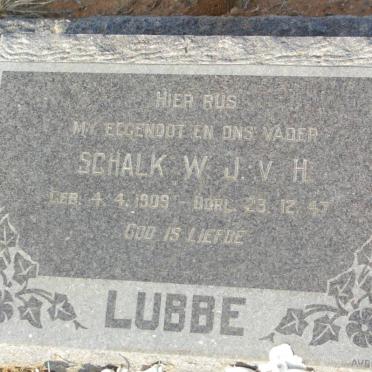 HIER RUS
MY EGGENOOT EN ONS VADER
SCHALK W. J. V. H.
GEB. 4. 4. 1909 - OORL. 23. 12. 47
GOD IS LIEFDE
LUBBE